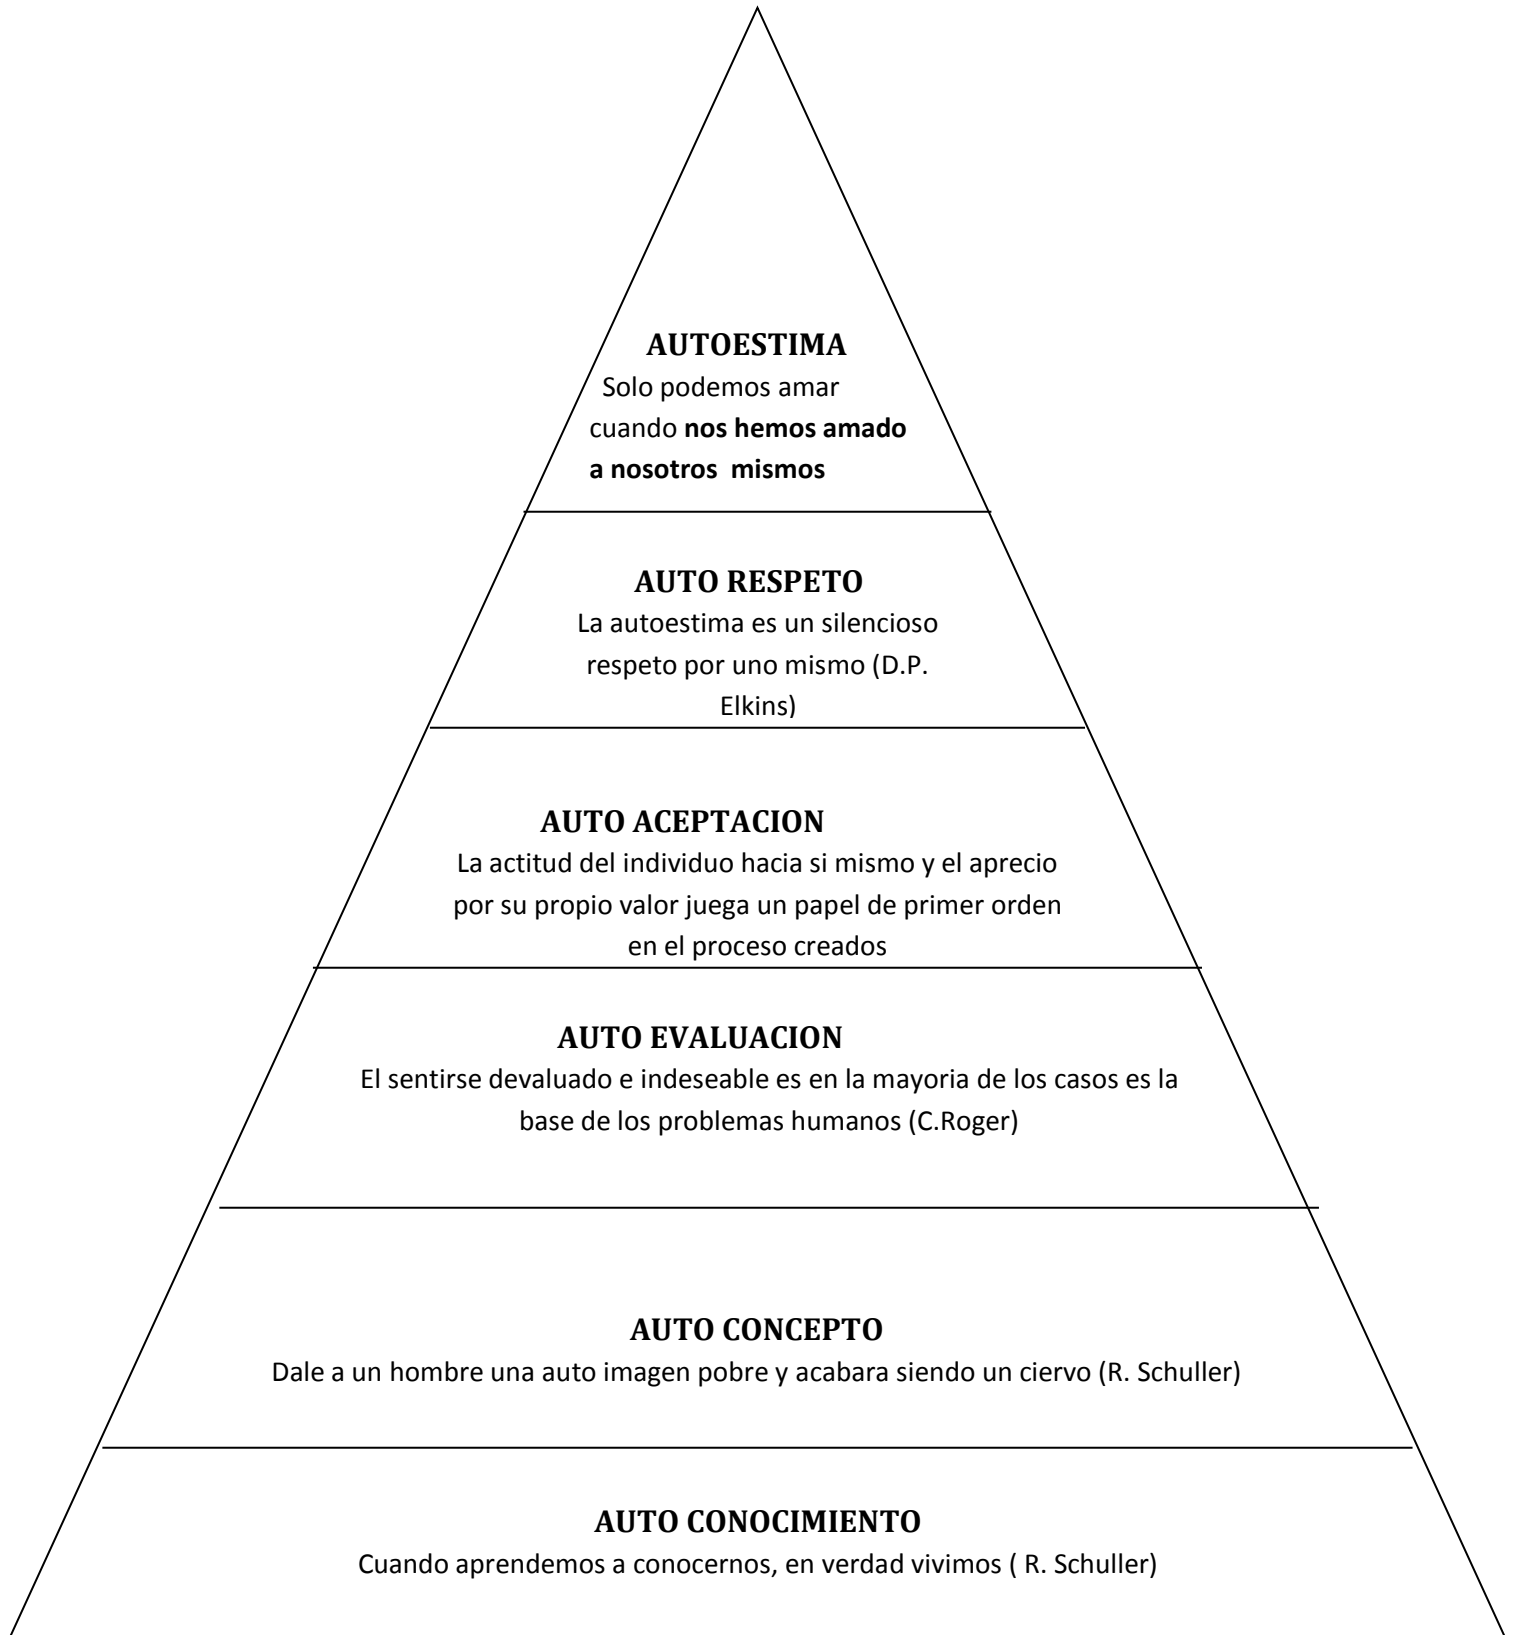 AUTOESTIMA
Solo podemos amar
cuando nos hemos amado
a nosotros  mismos
AUTO RESPETO
La autoestima es un silencioso
respeto por uno mismo (D.P.
Elkins)
AUTO ACEPTACION
La actitud del individuo hacia si mismo y el aprecio
por su propio valor juega un papel de primer orden
en el proceso creados
AUTO EVALUACION
El sentirse devaluado e indeseable es en la mayoria de los casos es la
base de los problemas humanos (C.Roger)
AUTO CONCEPTO
Dale a un hombre una auto imagen pobre y acabara siendo un ciervo (R. Schuller)
AUTO CONOCIMIENTO
Cuando aprendemos a conocernos, en verdad vivimos ( R. Schuller)